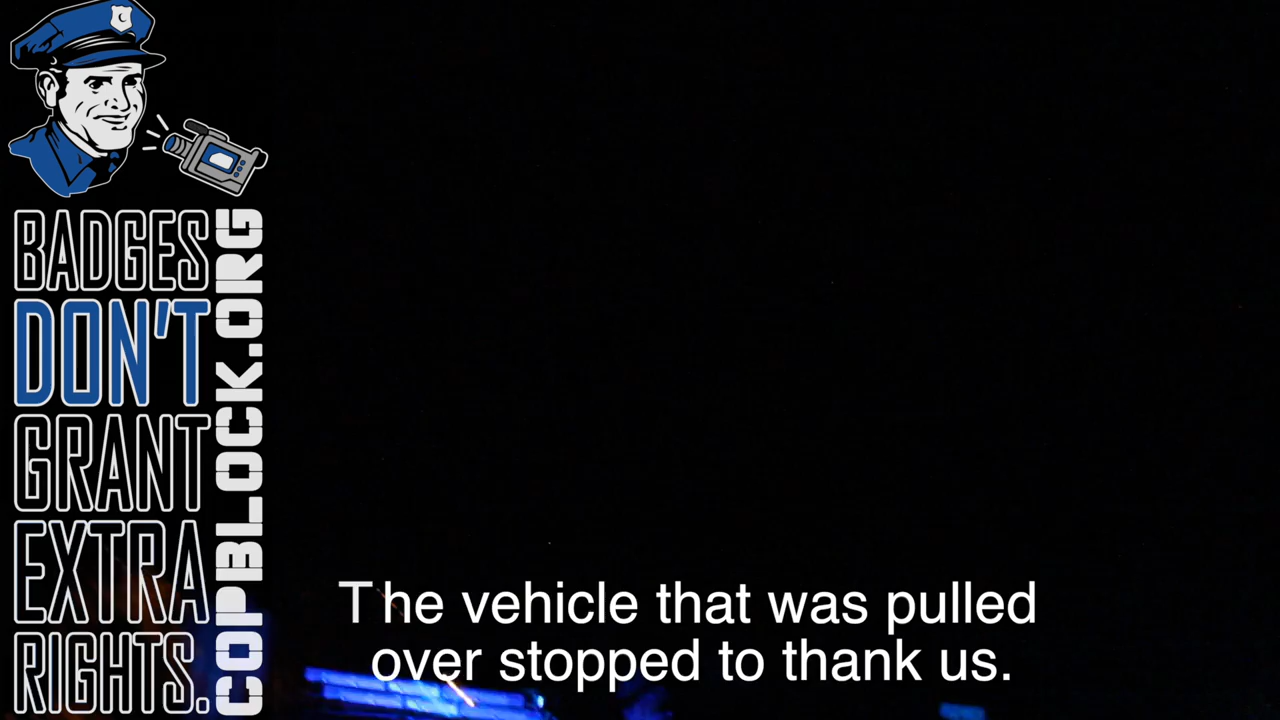 BADGES
DON'T
GRANT
EXTRA
RIGHTS.
COPBLOCK.ORG
The vehicle that was pulled
over stopped to thank us.